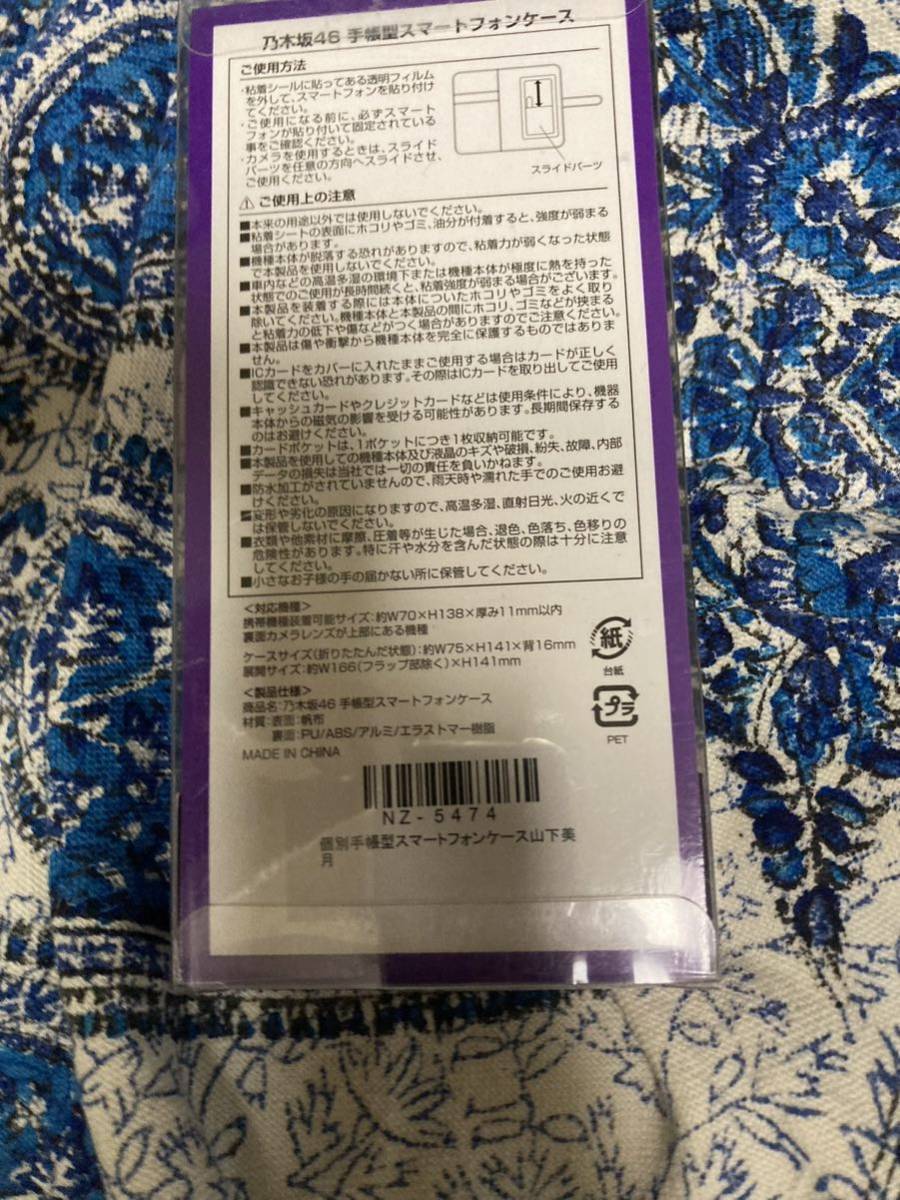 乃木坂46 手帳型スマートフォンケース
ご使用方法
・粘着シールに貼ってある透明フィルム
を外して、スマートフォンを貼り付け
てください。
・ご使用になる前に、必ずスマート
フォンが貼り付いて固定されている
事をご確認ください。
・カメラを使用するときは、スライド
パーツを任意の方向へスライドさせ、
ご使用ください。
スライドパーツ
⚠ ご使用上の注意
■本来の用途以外では使用しないでください。
■粘着シートの表面にホコリやゴミ、油分が付着すると、強度が弱まる
場合があります。
■機種本体が脱落する恐れがありますので、粘着力が弱くなった状態
で本製品を使用しないでください。
■車内などの高温多湿の環境下または機種本体が極度に熱を持った
状態でのご使用が長時間続くと、粘着強度が弱まる場合がございます。
■本製品を装着する際には本体についたホコリやゴミをよく取り
除いてください。機種本体と本製品の間にホコリ、ゴミなどが挟まる
と粘着力の低下や傷などがつく場合がありますのでご注意ください。
■本製品は傷や衝撃から機種本体を完全に保護するものではありま
せん。
■ICカードをカバーに入れたままご使用する場合はカードが正しく
認識できない恐れがあります。その際はICカードを取り出してご使用
してください。
■キャッシュカードやクレジットカードなどは使用条件により、機器
本体からの磁気の影響を受ける可能性があります。長期間保存する
のはお避けください。
■カードポケットは、1ポケットにつき1枚収納可能です。
■本製品を使用しての機種本体及び液晶のキズや破損、紛失、故障、内部
データの損失は当社では一切の責任を負いかねます。
■防水加工がされていませんので、雨天時や濡れた手でのご使用お避
けください。
■変形や劣化の原因になりますので、高温多湿、直射日光、火の近くで
は保管しないでください。
■衣類や他素材に摩擦、圧着等が生じた場合、退色、色落ち、色移りの
危険性があります。特に汗や水分を含んだ状態の際は十分に注意
してください。
■小さなお子様の手の届かない所に保管してください。
<対応機種>
携帯機種装着可能サイズ:約W70×H138×厚み11mm以内
裏面カメラレンズが上部にある機種
ケースサイズ(折りたたんだ状態):約W75×H141×背16mm
展開サイズ:約W166(フラップ部除く)×H141mm
<製品仕様>
商品名:乃木坂46 手帳型スマートフォンケース
材質:表面:帆布
裏面:PU/ABS/アルミ/エラストマー樹脂
MADE IN CHINA
紙
台紙
プラ
PET
NZ-5474
個別手帳型スマートフォンケース山下美
月